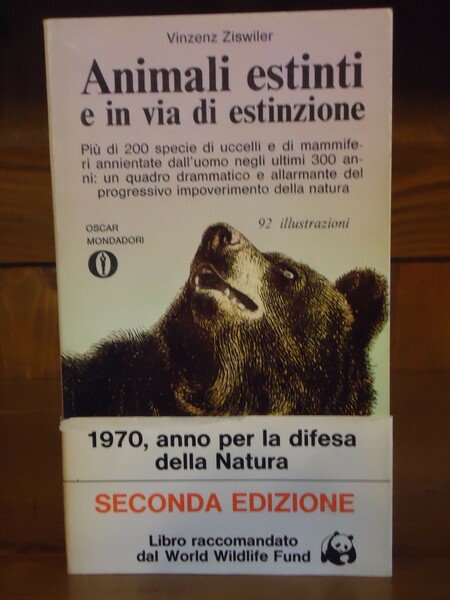 Vinzenz Ziswiler
Animali estinti
e in via di estinzione
Più di 200 specie di uccelli e di mammife-
ri annientate dall'uomo negli ultimi 300 an-
ni: un quadro drammatico e allarmante del
progressivo impoverimento della natura
92 illustrazioni
OSCAR
MONDADORI
1970, anno per la difesa
della Natura
SECONDA EDIZIONE
Libro raccomandato
dal World Wildlife Fund